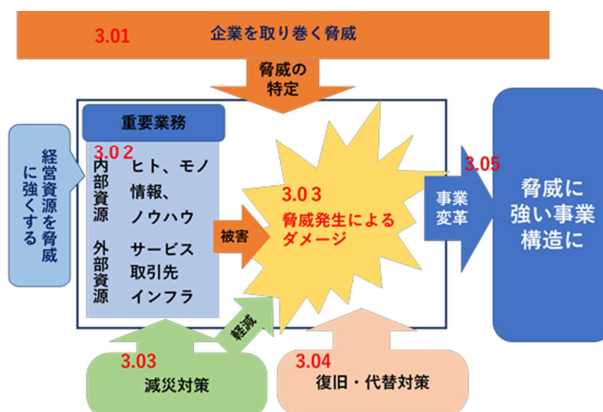 3.01
企業を取り巻く脅威
脅威の
特定
経営資源を脅威
に強くする
重要業務
3.02
内部資源
ヒト、モノ
情報、
ノウハウ
外部資源
サービス
取引先
インフラ
被害
3.03
脅威発生による
ダメージ
3.05
事業
変革
脅威に
強い事業
構造に
軽減
3.03
減災対策
3.04
復旧・代替対策